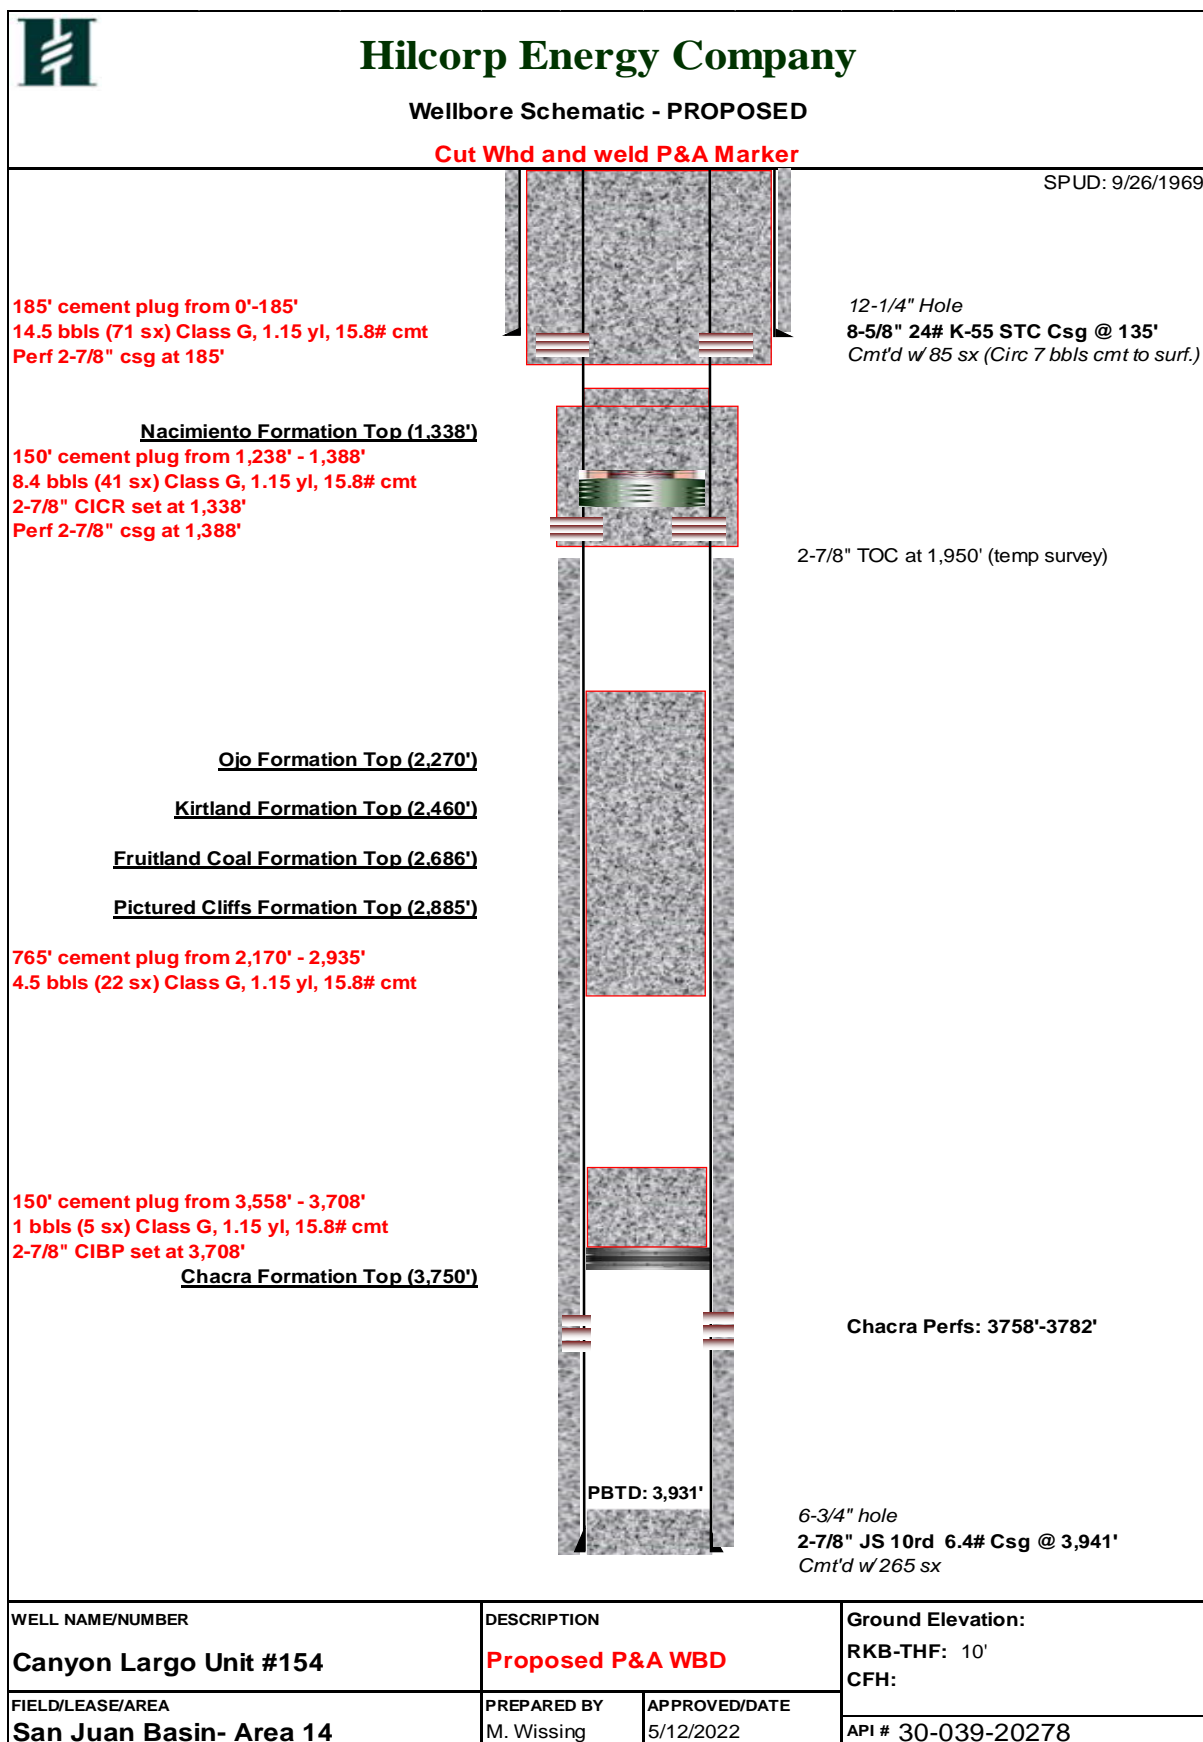 Hilcorp Energy Company
Wellbore Schematic - PROPOSED
Cut Whd and weld P&A Marker
SPUD: 9/26/1969
185' cement plug from 0'-185'
14.5 bbls (71 sx) Class G, 1.15 yl, 15.8# cmt
Perf 2-7/8" csg at 185'
12-1/4" Hole
8-5/8" 24# K-55 STC Csg @ 135'
Cmt'd w/ 85 sx (Circ 7 bbls cmt to surf.)
Nacimiento Formation Top (1,338')
150' cement plug from 1,238' - 1,388'
8.4 bbls (41 sx) Class G, 1.15 yl, 15.8# cmt
2-7/8" CICR set at 1,338'
Perf 2-7/8" csg at 1,388'
2-7/8" TOC at 1,950' (temp survey)
Ojo Formation Top (2,270')
Kirtland Formation Top (2,460')
Fruitland Coal Formation Top (2,686')
Pictured Cliffs Formation Top (2,885')
765' cement plug from 2,170' - 2,935'
4.5 bbls (22 sx) Class G, 1.15 yl, 15.8# cmt
150' cement plug from 3,558' - 3,708'
1 bbls (5 sx) Class G, 1.15 yl, 15.8# cmt
2-7/8" CIBP set at 3,708'
Chacra Formation Top (3,750')
Chacra Perfs: 3758'-3782'
PBTD: 3,931'
6-3/4" hole
2-7/8" JS 10rd 6.4# Csg @ 3,941'
Cmt'd w/ 265 sx
WELL NAME/NUMBER
Canyon Largo Unit #154
DESCRIPTION
Proposed P&A WBD
Ground Elevation:
RKB-THF: 10'
CFH:
FIELD/LEASE/AREA
San Juan Basin- Area 14
PREPARED BY
M. Wissing
APPROVED/DATE
5/12/2022
API # 30-039-20278